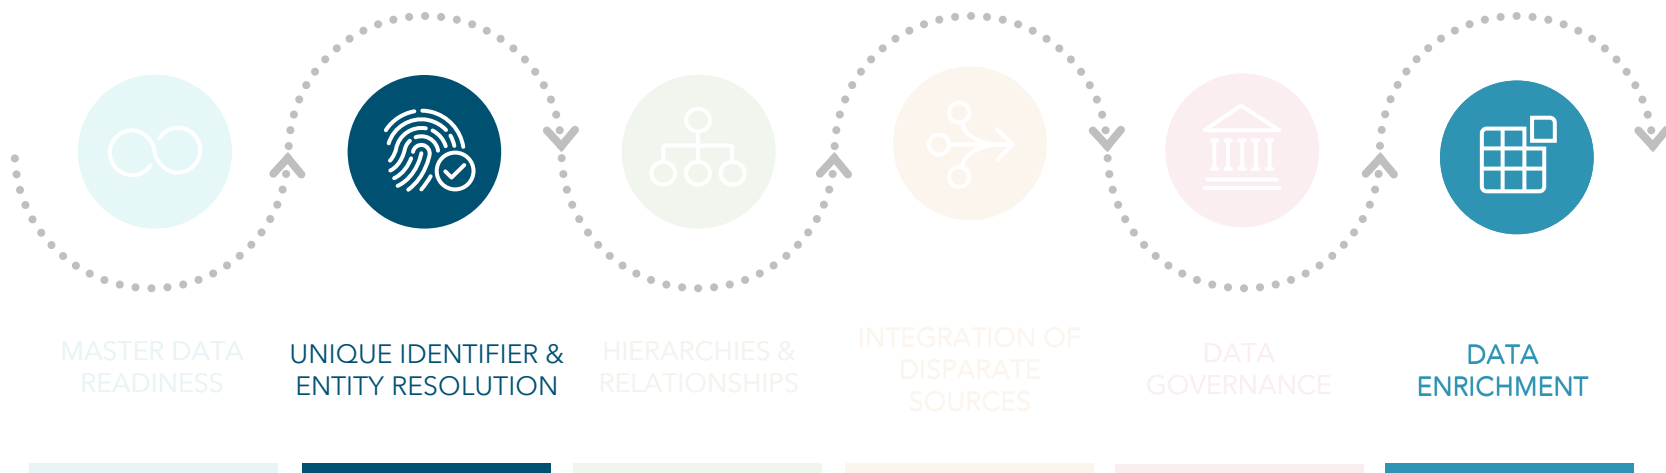 MASTER DATA
READINESS
UNIQUE IDENTIFIER &
ENTITY RESOLUTION
HIERARCHIES &
RELATIONSHIPS
INTEGRATION OF
DISPARATE
SOURCES
DATA
GOVERNANCE
DATA
ENRICHMENT